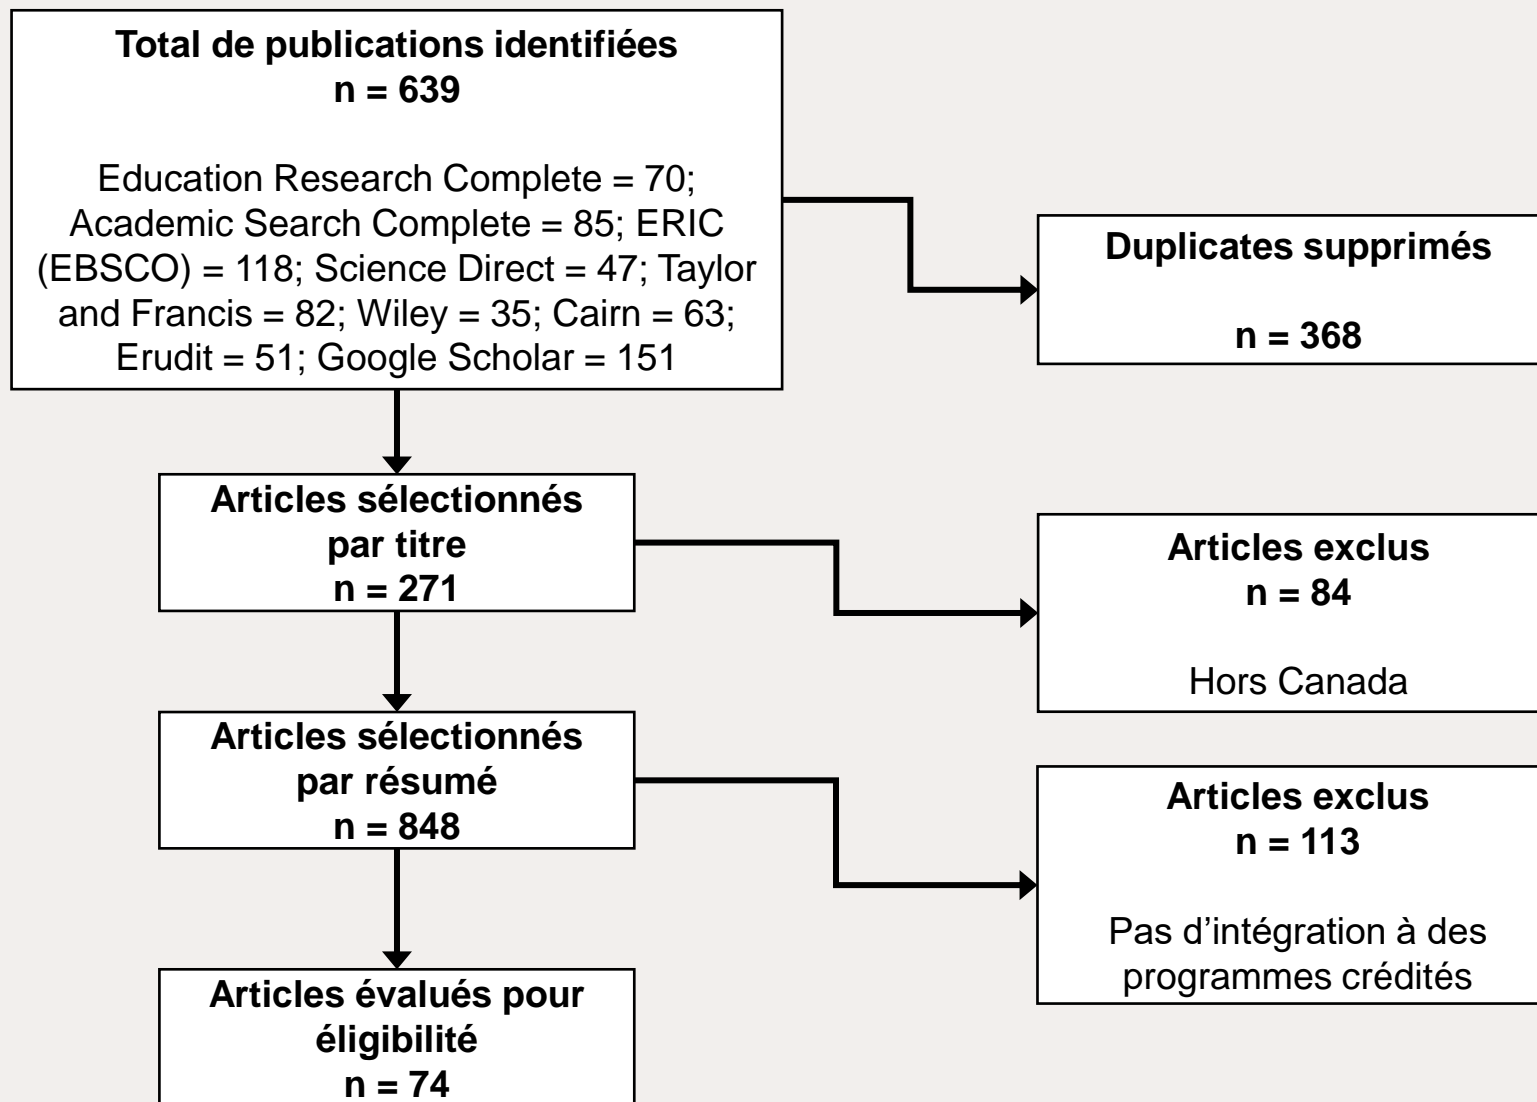 Total de publications identifiées
n = 639
Education Research Complete = 70;
Academic Search Complete = 85; ERIC
(EBSCO) = 118; Science Direct = 47; Taylor
and Francis = 82; Wiley = 35; Cairn = 63;
Erudit = 51; Google Scholar = 151
Duplicates supprimés
n = 368
Articles sélectionnés
par titre
n = 271
Articles exclus
n = 84
Hors Canada
Articles sélectionnés
par résumé
n = 848
Articles exclus
n = 113
Pas d’intégration à des
programmes crédités
Articles évalués pour
éligibilité
n = 74